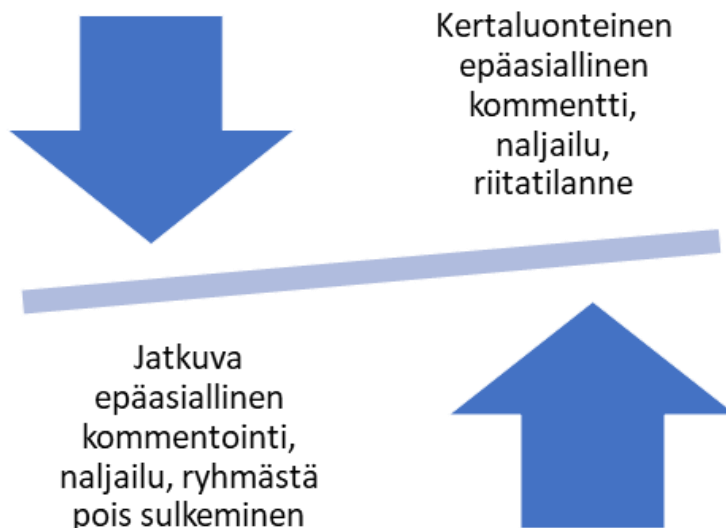 Kertaluonteinen
epäasiallinen
kommentti,
naljailu,
riitatilanne
Jatkuva
epäasiallinen
kommentointi,
naljailu, ryhmästä
pois sulkeminen